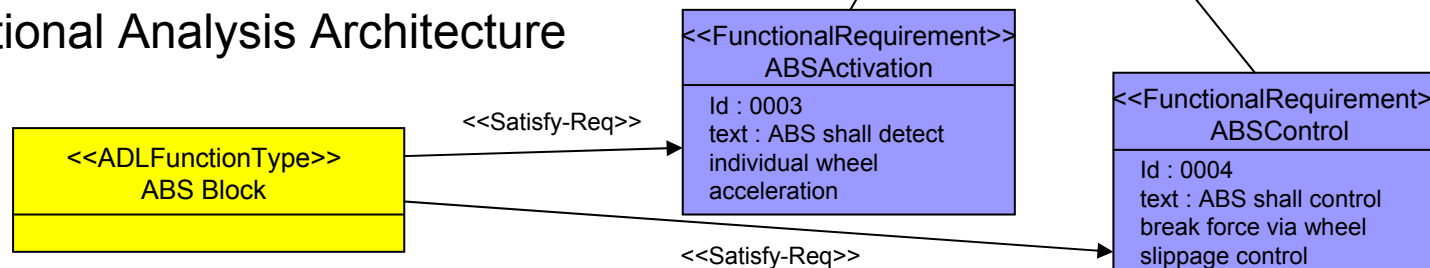 tional Analysis Architecture
<<FunctionalRequirement>>
ABSActivation
Id : 0003
text : ABS shall detect
individual wheel
acceleration
<<Satisfy-Req>>
<<ADLFunctionType>>
ABS Block
<<FunctionalRequirement>
ABSControl
Id : 0004
text : ABS shall control
break force via wheel
slippage control
<<Satisfy-Req>>